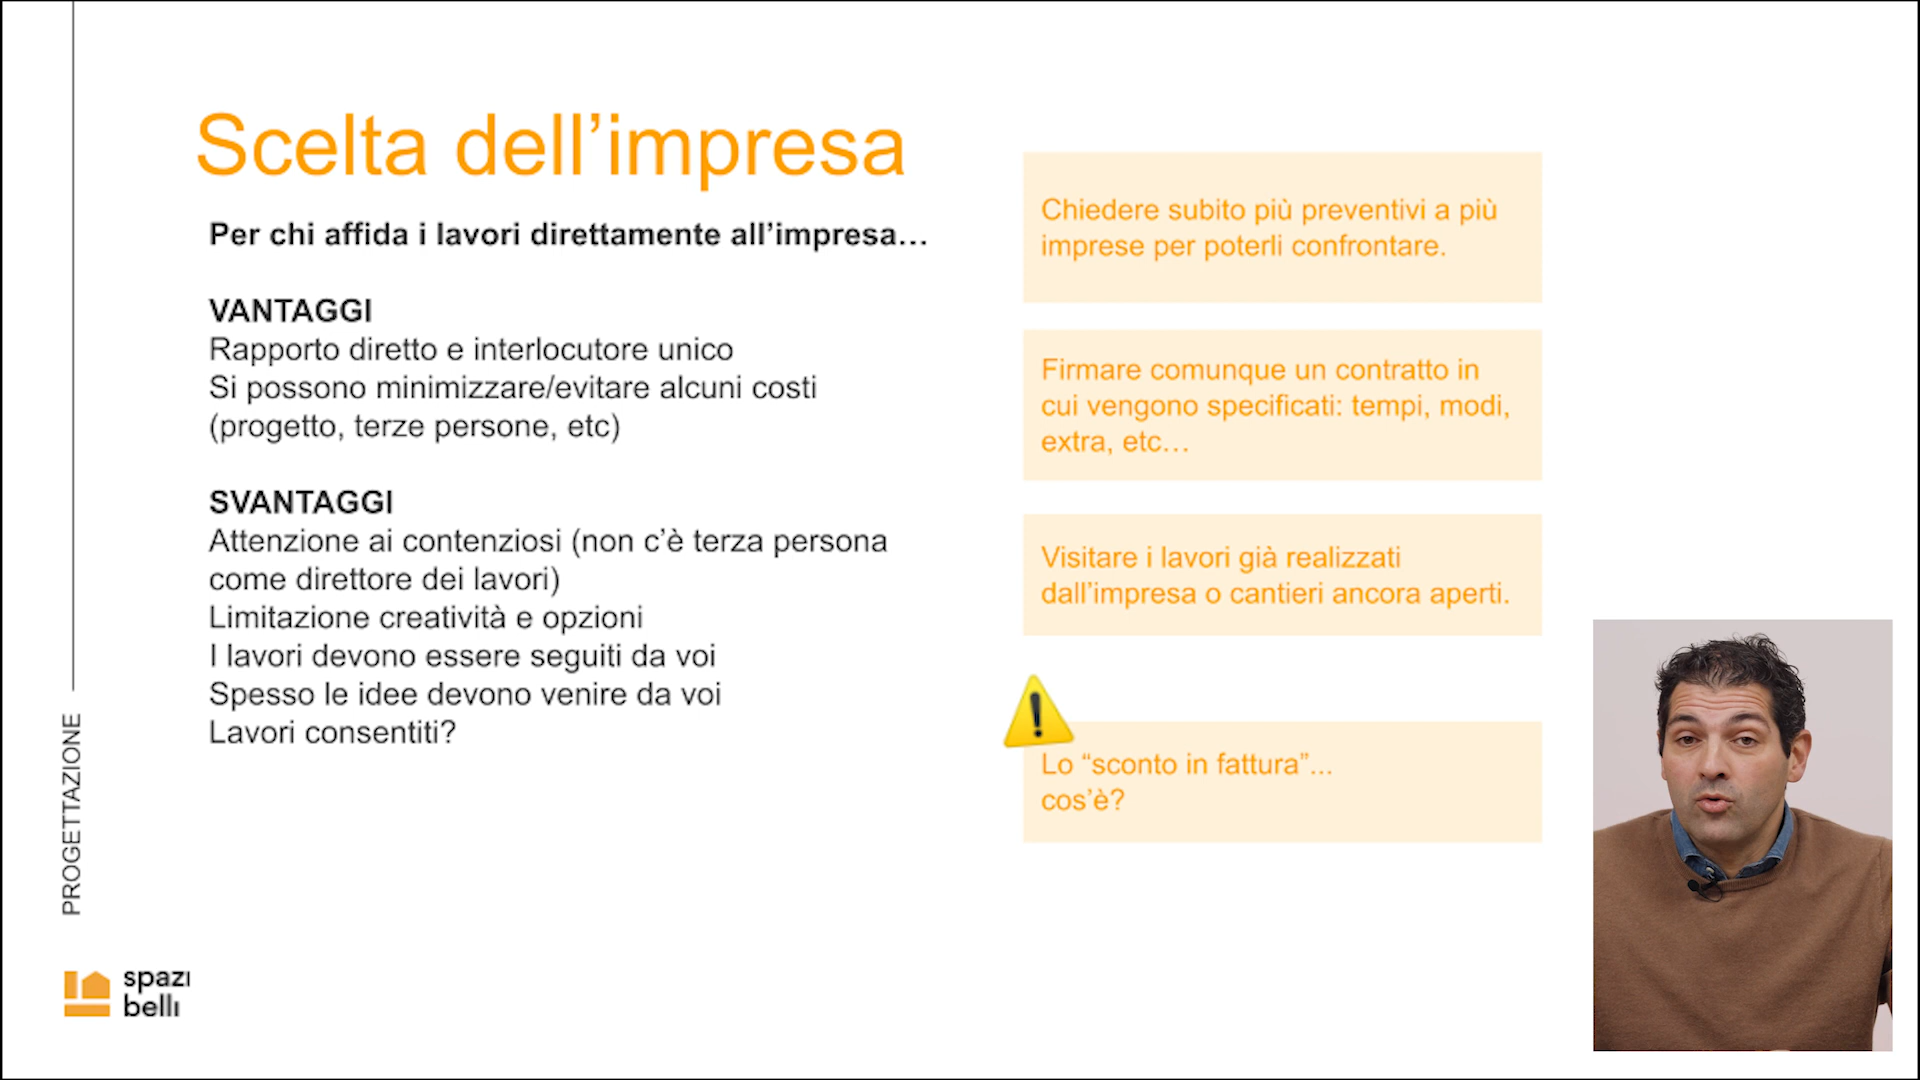 Scelta dell’impresa
Per chi affida i lavori direttamente all’impresa…
VANTAGGI
Rapporto diretto e interlocutore unico
Si possono minimizzare/evitare alcuni costi
(progetto, terze persone, etc)
SVANTAGGI
Attenzione ai contenziosi (non c’è terza persona
come direttore dei lavori)
Limitazione creatività e opzioni
I lavori devono essere seguiti da voi
Spesso le idee devono venire da voi
Lavori consentiti?
Chiedere subito più preventivi a più
imprese per poterli confrontare.
Firmare comunque un contratto in
cui vengono specificati: tempi, modi,
extra, etc…
Visitare i lavori già realizzati
dall’impresa o cantieri ancora aperti.
Lo “sconto in fattura”...
cos’è?
PROGETTAZIONE
spazi
belli